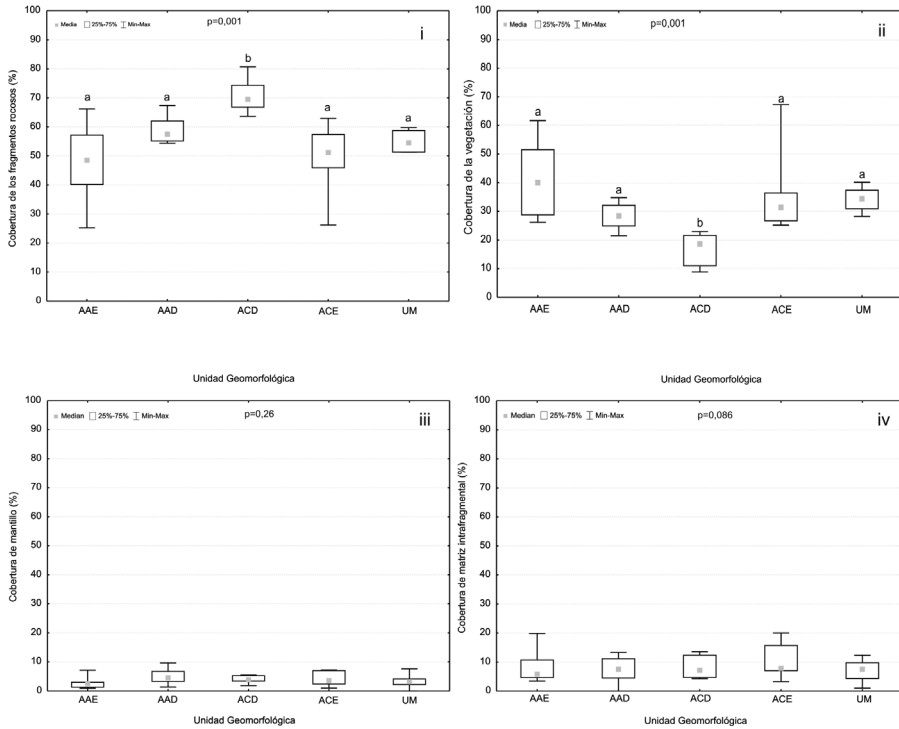 Media 25%-75% Min-Max
p=0,001
i
Cobertura de los fragmentos rocosos (%)
100
90
80
70
60
50
40
30
20
10
0
a
a
b
a
a
AAE AAD ACD ACE UM
Unidad Geomorfológica
Media 25%-75% Min-Max
p=0,001
ii
Cobertura de la vegetación (%)
100
90
80
70
60
50
40
30
20
10
0
a
a
b
a
a
AAE AAD ACD ACE UM
Unidad Geomorfológica
Median 25%-75% Min-Max
p=0,26
iii
Cobertura de mantillo (%)
100
90
80
70
60
50
40
30
20
10
0
AAE AAD ACD ACE UM
Unidad Geomorfológica
Median 25%-75% Min-Max
p=0,086
iv
Cobertura de matriz intrafragmental (%)
100
90
80
70
60
50
40
30
20
10
0
AAE AAD ACD ACE UM
Unidad Geomorfológica